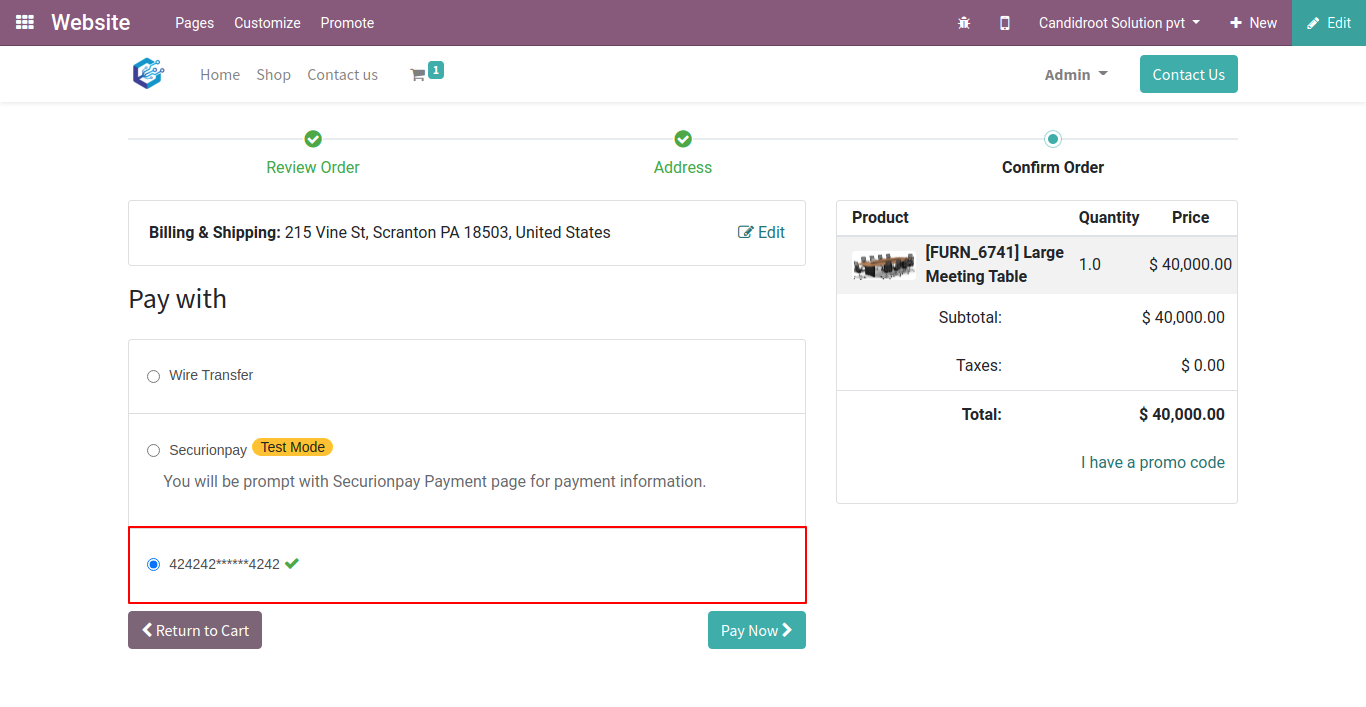 Website Pages Customize Promote Candidroot Solution pvt New Edit
Home Shop Contact us 1 Admin Contact Us
Review Order Address Confirm Order
Billing & Shipping: 215 Vine St, Scranton PA 18503, United States Edit
Pay with
Wire Transfer
Securionpay Test Mode
You will be prompt with Securionpay Payment page for payment information.
424242******4242
Return to Cart Pay Now
Product Quantity Price
[FURN_6741] Large
Meeting Table 1.0 $ 40,000.00
Subtotal: $ 40,000.00
Taxes: $ 0.00
Total: $ 40,000.00
I have a promo code